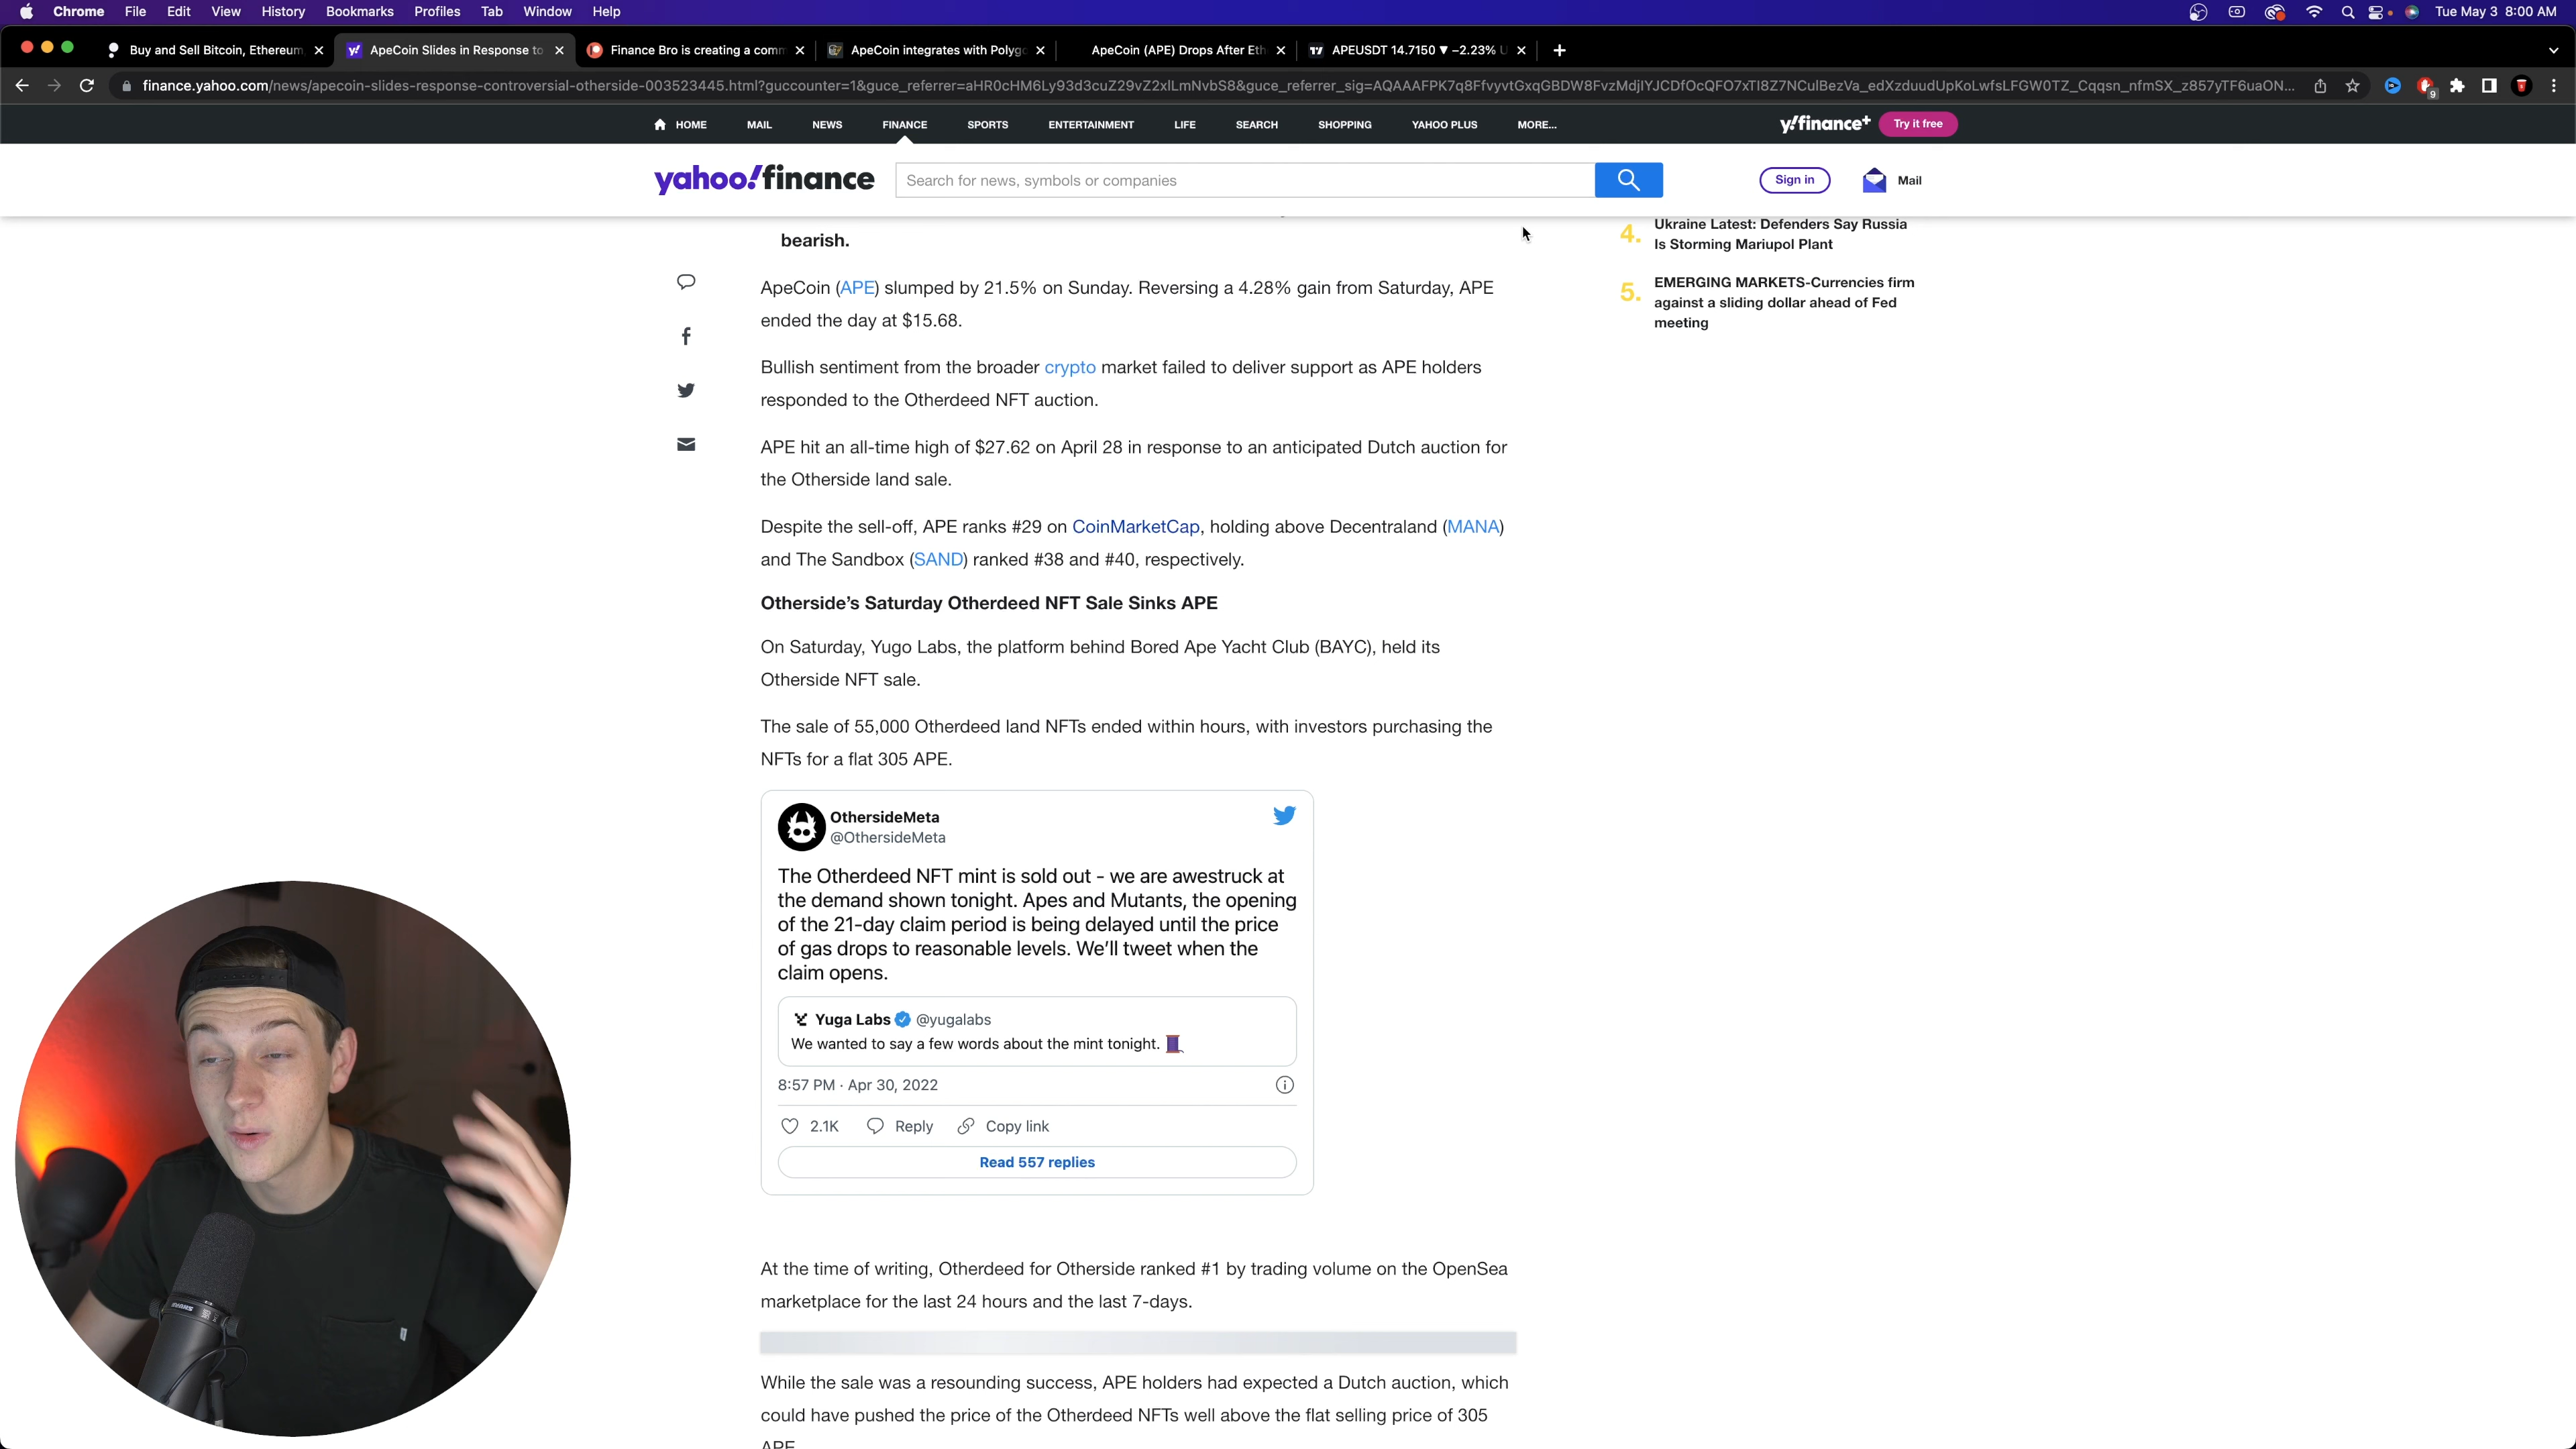 Chrome File Edit View History Bookmarks Profiles Tab Window Help
Tue May 3 8:00 AM
Buy and Sell Bitcoin, Ethereum,
ApeCoin Slides in Response to
Finance Bro is creating a comm
ApeCoin integrates with Polygo
ApeCoin (APE) Drops After Eth
APEUSDT 14.7150 ▼ −2.23% U
HOME MAIL NEWS FINANCE SPORTS ENTERTAINMENT LIFE SEARCH SHOPPING YAHOO PLUS MORE...
y!finance+ Try it free
yahoo!finance
Search for news, symbols or companies
Sign in
Mail
bearish.
ApeCoin (APE) slumped by 21.5% on Sunday. Reversing a 4.28% gain from Saturday, APE
ended the day at $15.68.
Bullish sentiment from the broader crypto market failed to deliver support as APE holders
responded to the Otherdeed NFT auction.
APE hit an all-time high of $27.62 on April 28 in response to an anticipated Dutch auction for
the Otherside land sale.
Despite the sell-off, APE ranks #29 on CoinMarketCap, holding above Decentraland (MANA)
and The Sandbox (SAND) ranked #38 and #40, respectively.
Otherside’s Saturday Otherdeed NFT Sale Sinks APE
On Saturday, Yugo Labs, the platform behind Bored Ape Yacht Club (BAYC), held its
Otherside NFT sale.
The sale of 55,000 Otherdeed land NFTs ended within hours, with investors purchasing the
NFTs for a flat 305 APE.
OthersideMeta
@OthersideMeta
The Otherdeed NFT mint is sold out - we are awestruck at
the demand shown tonight. Apes and Mutants, the opening
of the 21-day claim period is being delayed until the price
of gas drops to reasonable levels. We’ll tweet when the
claim opens.
Yuga Labs @yugalabs
We wanted to say a few words about the mint tonight.
8:57 PM · Apr 30, 2022
2.1K Reply Copy link
Read 557 replies
At the time of writing, Otherdeed for Otherside ranked #1 by trading volume on the OpenSea
marketplace for the last 24 hours and the last 7-days.
While the sale was a resounding success, APE holders had expected a Dutch auction, which
could have pushed the price of the Otherdeed NFTs well above the flat selling price of 305
APE
4. Ukraine Latest: Defenders Say Russia
Is Storming Mariupol Plant
5. EMERGING MARKETS-Currencies firm
against a sliding dollar ahead of Fed
meeting
SHURE